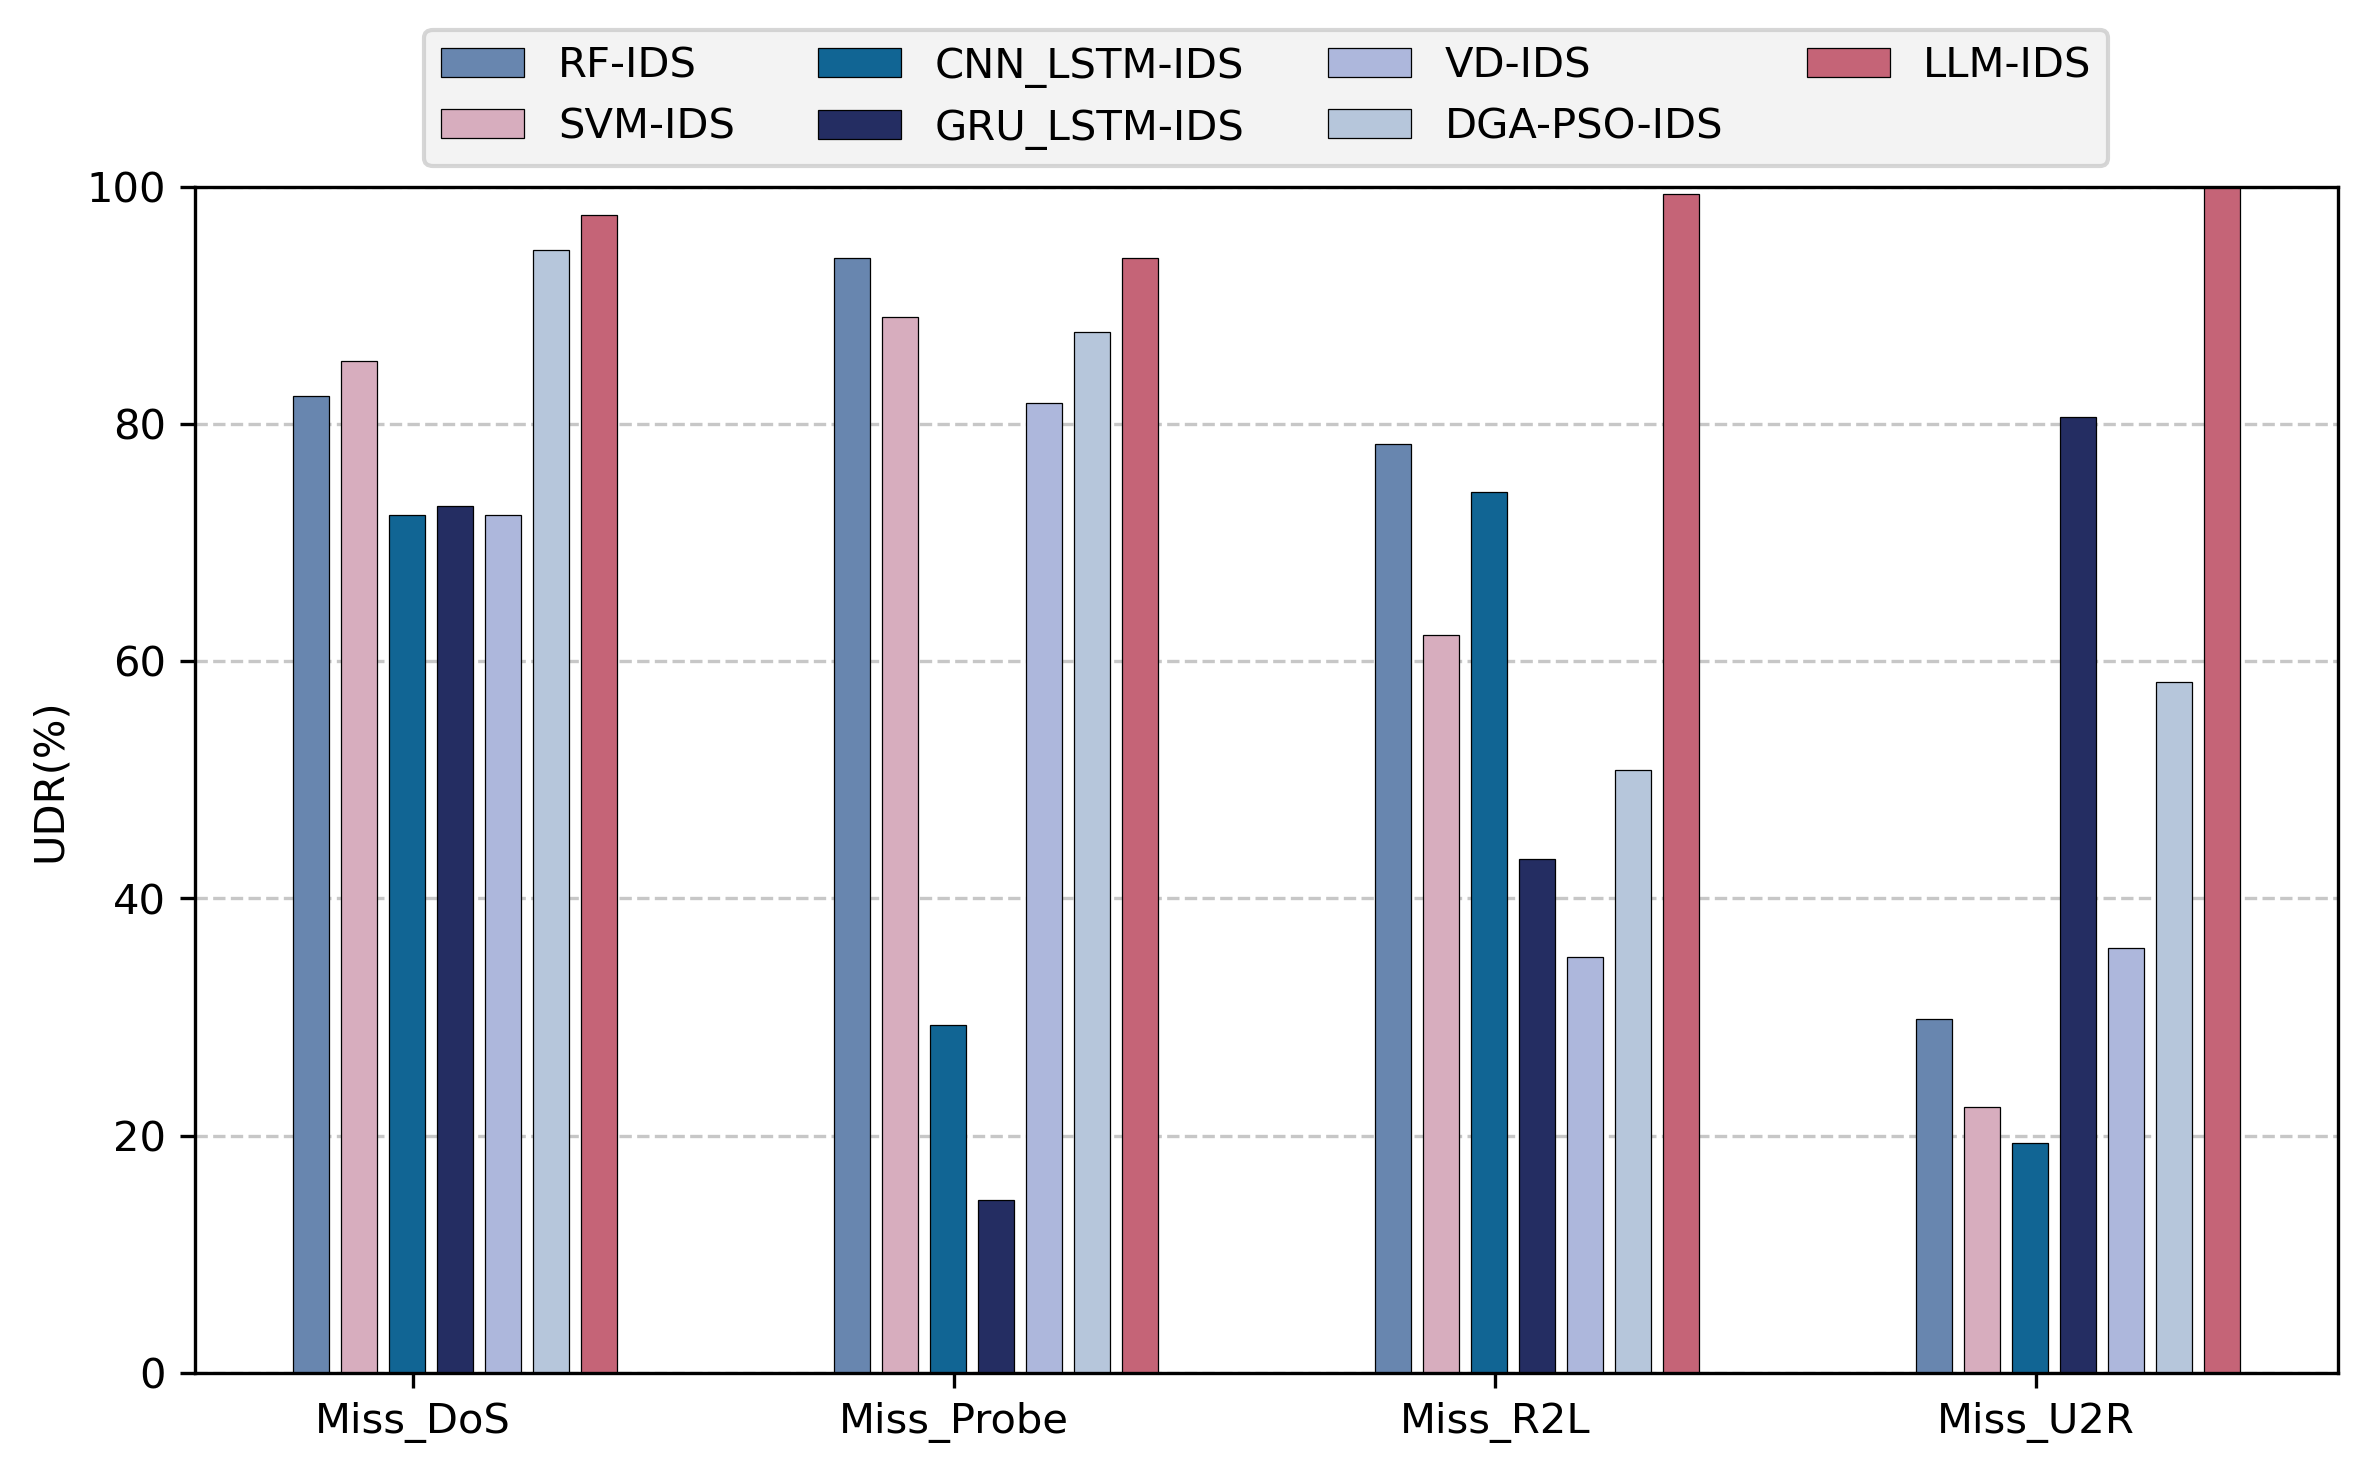 RF-IDS
SVM-IDS
CNN_LSTM-IDS
GRU_LSTM-IDS
VD-IDS
DGA-PSO-IDS
LLM-IDS
UDR(%)
100
80
60
40
20
0
Miss_DoS
Miss_Probe
Miss_R2L
Miss_U2R